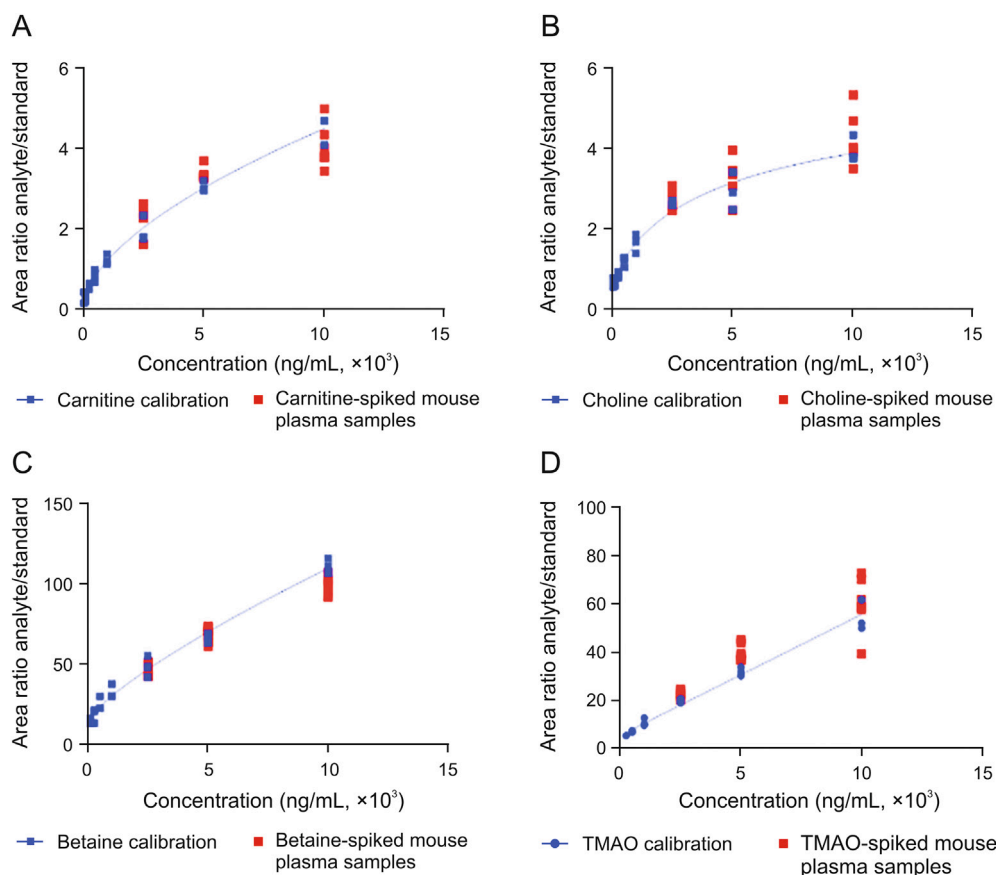 A
Area ratio analyte/standard
6
4
2
0
0
5
10
15
Concentration (ng/mL, ×10³)
Carnitine calibration
Carnitine-spiked mouse
plasma samples
B
Area ratio analyte/standard
6
4
2
0
0
5
10
15
Concentration (ng/mL, ×10³)
Choline calibration
Choline-spiked mouse
plasma samples
C
Area ratio analyte/standard
150
100
50
0
0
5
10
15
Concentration (ng/mL, ×10³)
Betaine calibration
Betaine-spiked mouse
plasma samples
D
Area ratio analyte/standard
100
80
60
40
20
0
0
5
10
15
Concentration (ng/mL, ×10³)
TMAO calibration
TMAO-spiked mouse
plasma samples